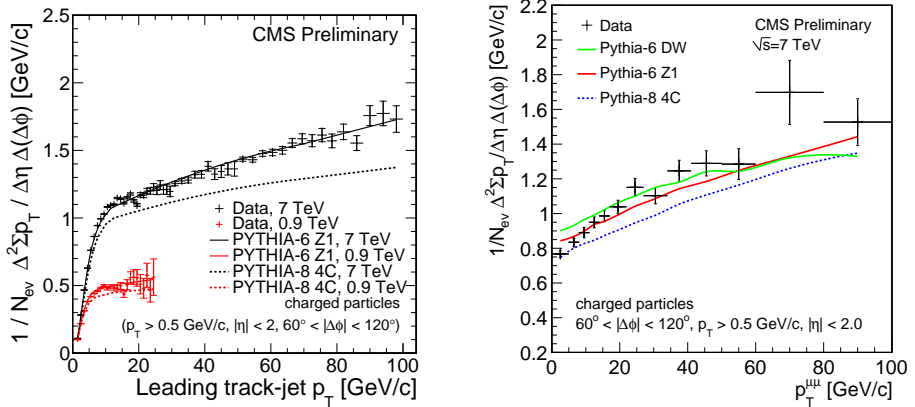 CMS Preliminary
1 / N_ev Δ²Σp_T / Δη Δ(Δϕ) [GeV/c]
2
1.5
1
0.5
0
Data, 7 TeV
Data, 0.9 TeV
PYTHIA-6 Z1, 7 TeV
PYTHIA-6 Z1, 0.9 TeV
PYTHIA-8 4C, 7 TeV
PYTHIA-8 4C, 0.9 TeV
charged particles
(p_T > 0.5 GeV/c, |η| < 2, 60° < |Δϕ| < 120°)
0 20 40 60 80 100
Leading track-jet p_T [GeV/c]
1/N_ev Δ²Σp_T/Δη Δ(Δϕ) [GeV/c]
2.2
2
1.8
1.6
1.4
1.2
1
0.8
0.6
0.4
0.2
Data
Pythia-6 DW
Pythia-6 Z1
Pythia-8 4C
CMS Preliminary
√s=7 TeV
charged particles
60° < |Δϕ| < 120°, p_T > 0.5 GeV/c, |η| < 2.0
0 20 40 60 80 100
p_T^μμ [GeV/c]